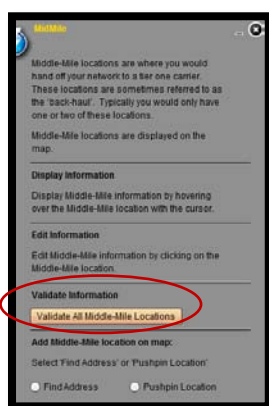 MidMile
Middle-Mile locations are where you would
hand off your network to a tier one carrier.
These locations are sometimes referred to as
the 'back-haul'. Typically you would only have
one or two of these locations.
Middle-Mile locations are displayed on the
map.
Display Information
Display Middle-Mile information by hovering
over the Middle-Mile location with the cursor.
Edit Information
Edit Middle-Mile information by clicking on the
Middle-Mile location.
Validate Information
Validate All Middle-Mile Locations
Add Middle-Mile location on map:
Select 'Find Address' or 'Pushpin Location'
Find Address Pushpin Location